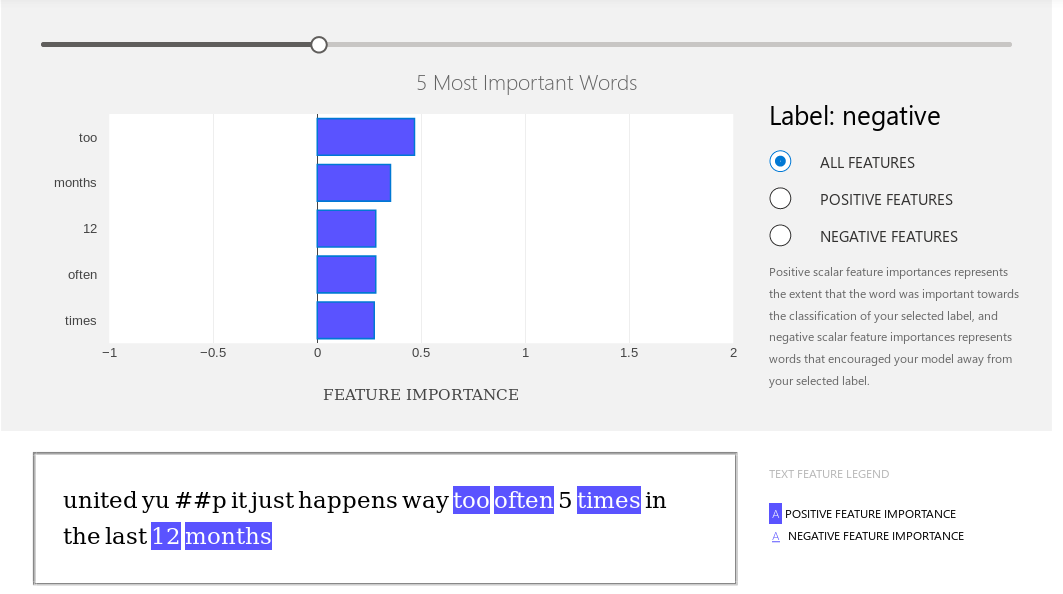 5 Most Important Words
too
months
12
often
times
−1
−0.5
0
0.5
1
1.5
2
FEATURE IMPORTANCE
Label: negative
ALL FEATURES
POSITIVE FEATURES
NEGATIVE FEATURES
Positive scalar feature importances represents
the extent that the word was important towards
the classification of your selected label, and
negative scalar feature importances represents
words that encouraged your model away from
your selected label.
united yu ##p it just happens way too often 5 times in
the last 12 months
TEXT FEATURE LEGEND
A POSITIVE FEATURE IMPORTANCE
A NEGATIVE FEATURE IMPORTANCE